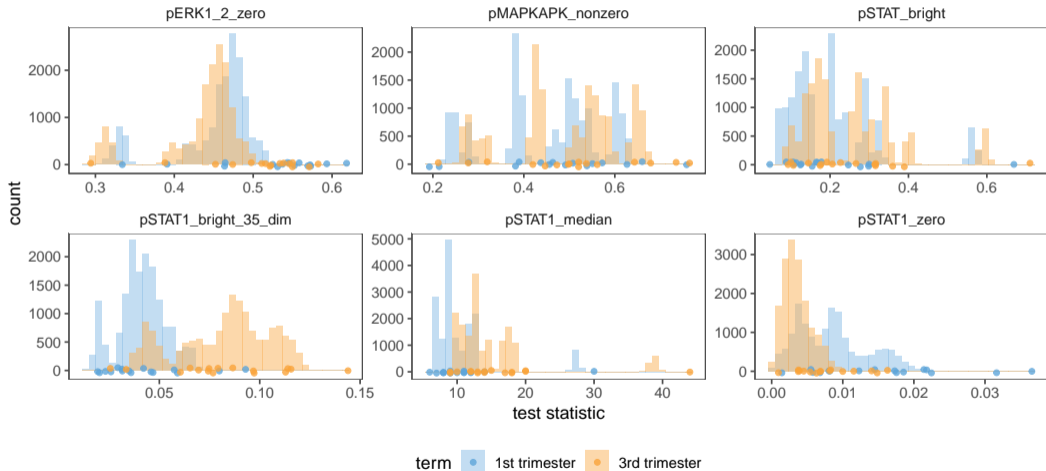 pERK1_2_zero
pMAPKAPK_nonzero
pSTAT_bright
2000
1000
0
0.3 0.4 0.5 0.6
2000
1500
1000
500
0
0.2 0.4 0.6
2000
1500
1000
500
0
0.2 0.4 0.6
count
pSTAT1_bright_35_dim
pSTAT1_median
pSTAT1_zero
2000
1500
1000
500
0
0.05 0.10 0.15
5000
4000
3000
2000
1000
0
10 20 30 40
3000
2000
1000
0
0.00 0.01 0.02 0.03
test statistic
term 1st trimester 3rd trimester